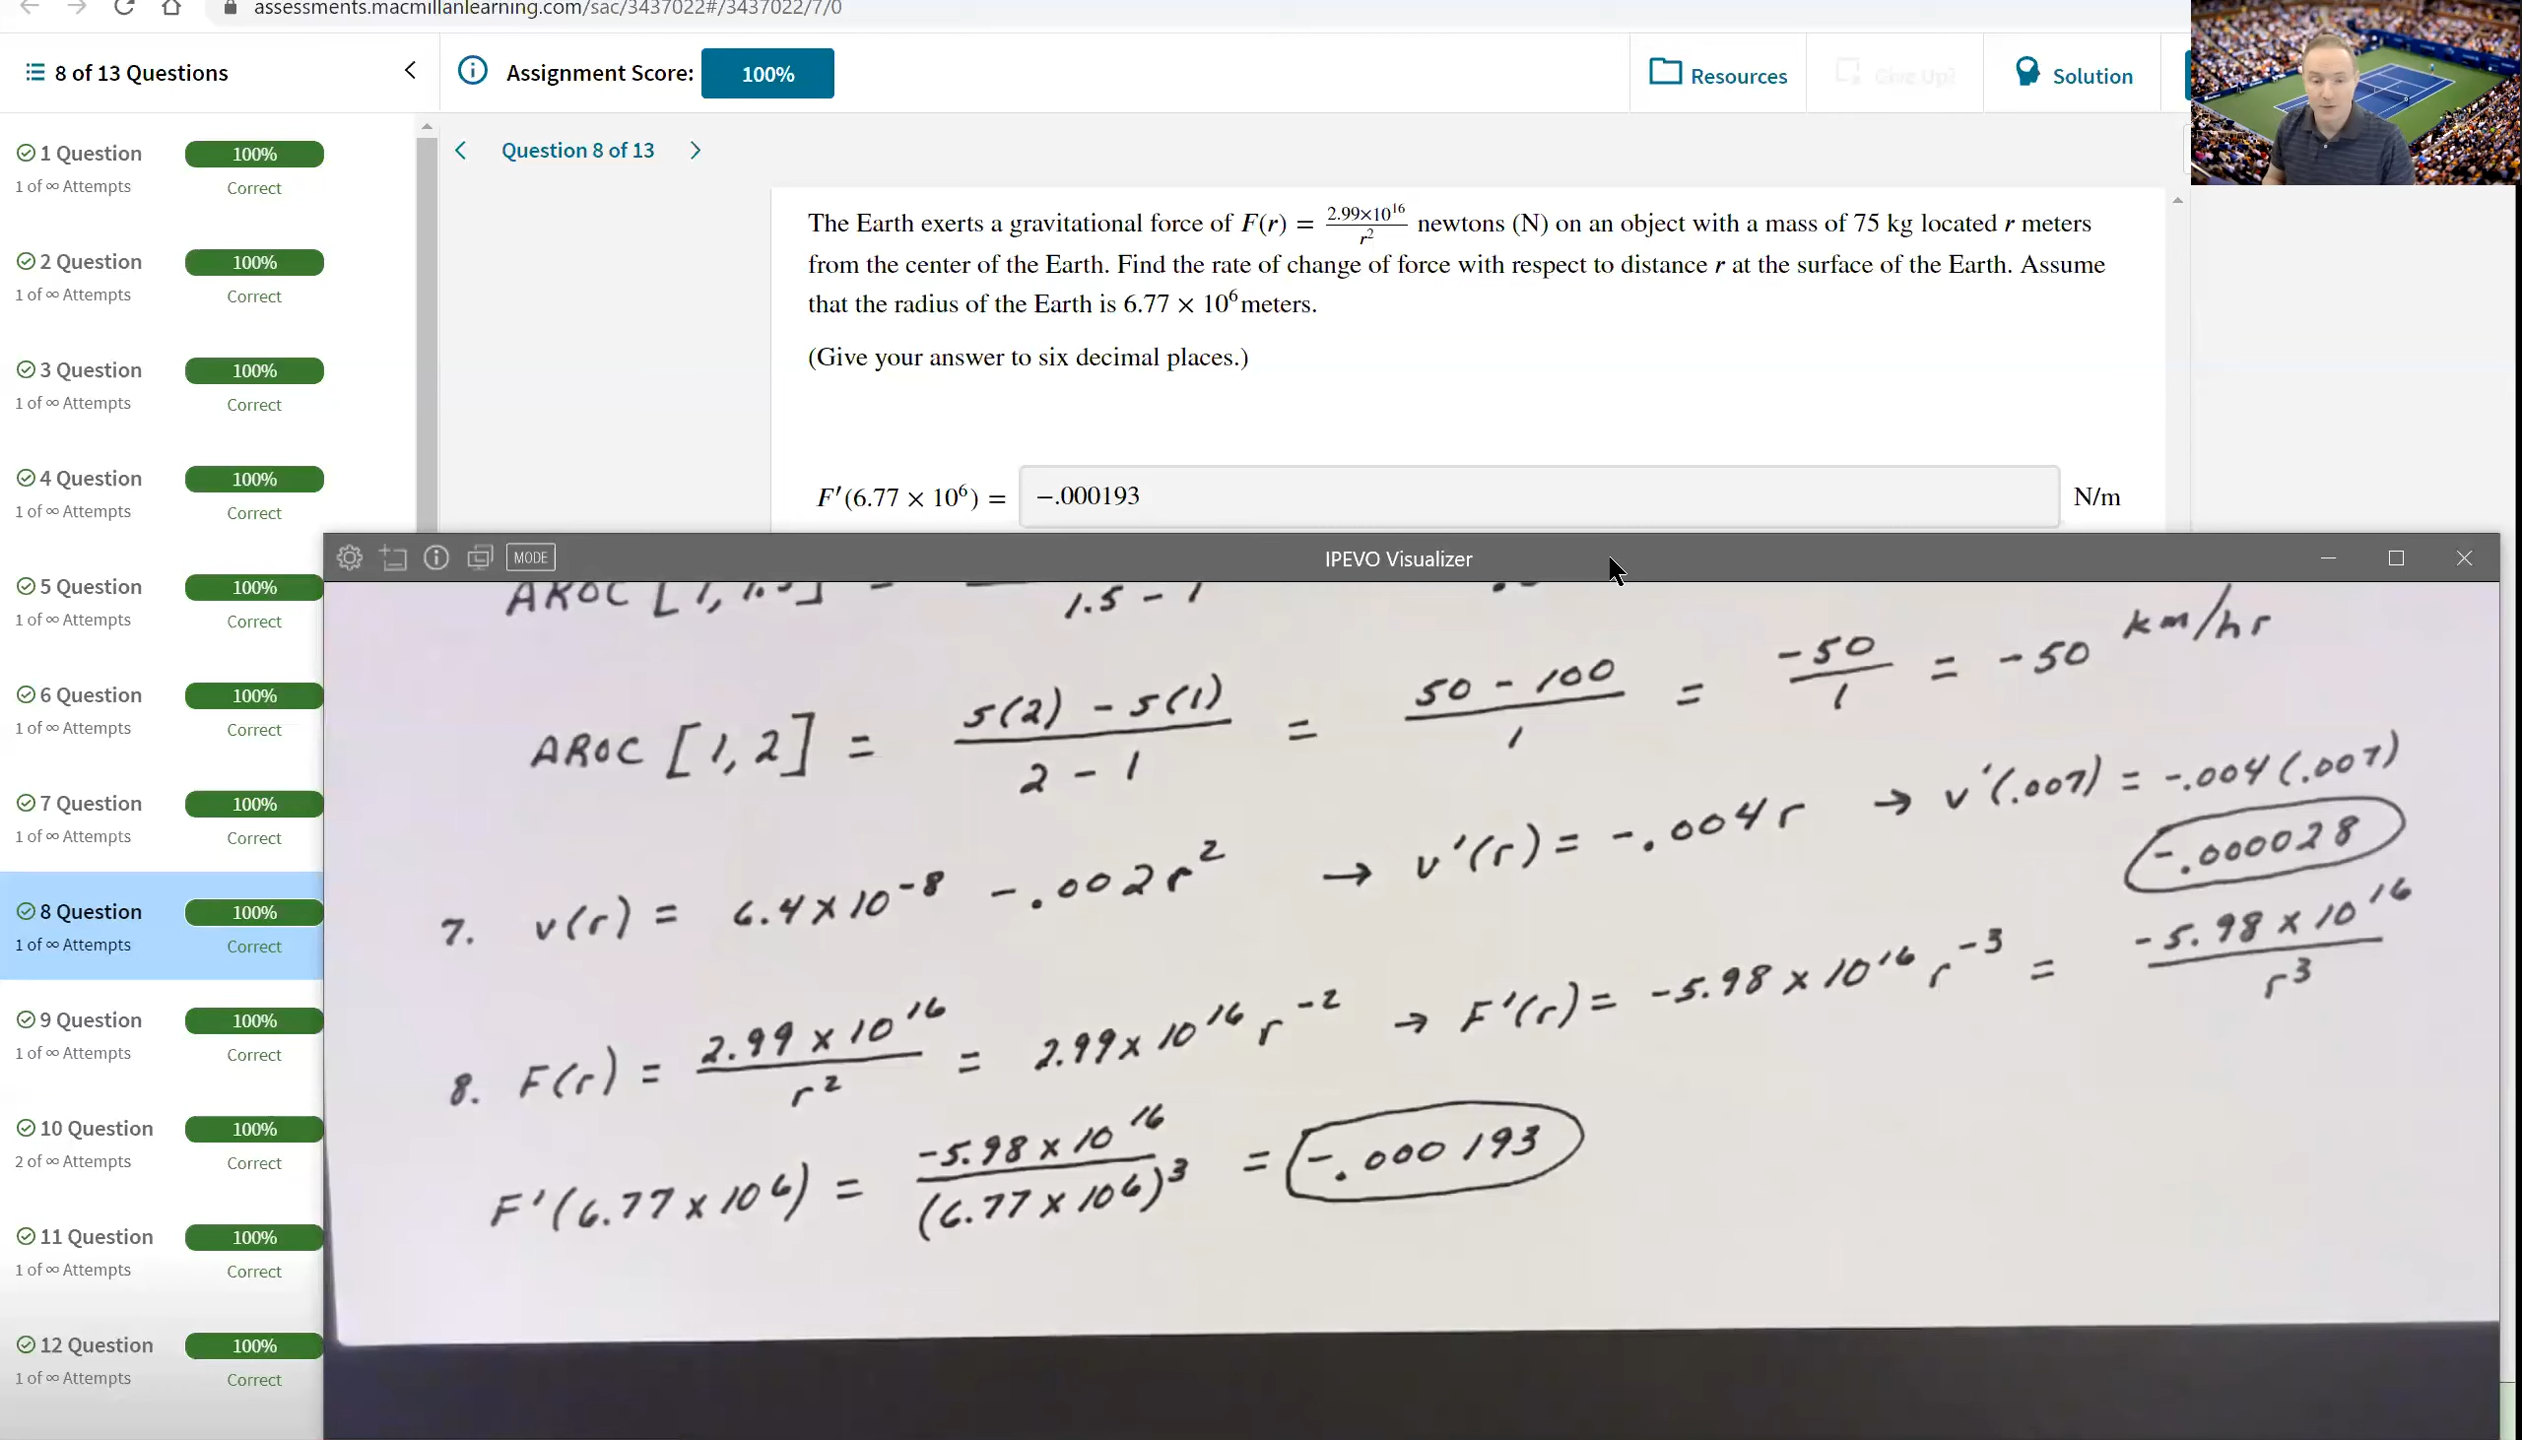 assessments.macmillanlearning.com/sac/3437022#/3437022/7/0
8 of 13 Questions
Assignment Score: 100%
Resources
Give Up?
Solution
1 Question 100%
1 of ∞ Attempts Correct
2 Question 100%
1 of ∞ Attempts Correct
3 Question 100%
1 of ∞ Attempts Correct
4 Question 100%
1 of ∞ Attempts Correct
5 Question 100%
1 of ∞ Attempts Correct
6 Question 100%
1 of ∞ Attempts Correct
7 Question 100%
1 of ∞ Attempts Correct
8 Question 100%
1 of ∞ Attempts Correct
9 Question 100%
1 of ∞ Attempts Correct
10 Question 100%
2 of ∞ Attempts Correct
11 Question 100%
1 of ∞ Attempts Correct
12 Question 100%
1 of ∞ Attempts Correct
Question 8 of 13
The Earth exerts a gravitational force of F(r) = 2.99×10^16 / r^2 newtons (N) on an object with a mass of 75 kg located r meters
from the center of the Earth. Find the rate of change of force with respect to distance r at the surface of the Earth. Assume
that the radius of the Earth is 6.77 × 10^6 meters.
(Give your answer to six decimal places.)
F′(6.77 × 10^6) = −.000193 N/m
MODE
IPEVO Visualizer
AROC [1, 1.5] = / 1.5 - 1
AROC [1, 2] = s(2) - s(1) / 2 - 1 = 50 - 100 / 1 = -50 / 1 = -50 km/hr
7. v(r) = 6.4 x 10^-8 - .002r^2 → v'(r) = -.004r → v'(.007) = -.004(.007)
-.000028
8. F(r) = 2.99 x 10^16 / r^2 = 2.99 x 10^16 r^-2 → F'(r) = -5.98 x 10^16 r^-3 = -5.98 x 10^16 / r^3
F'(6.77 x 10^6) = -5.98 x 10^16 / (6.77 x 10^6)^3 = -.000193